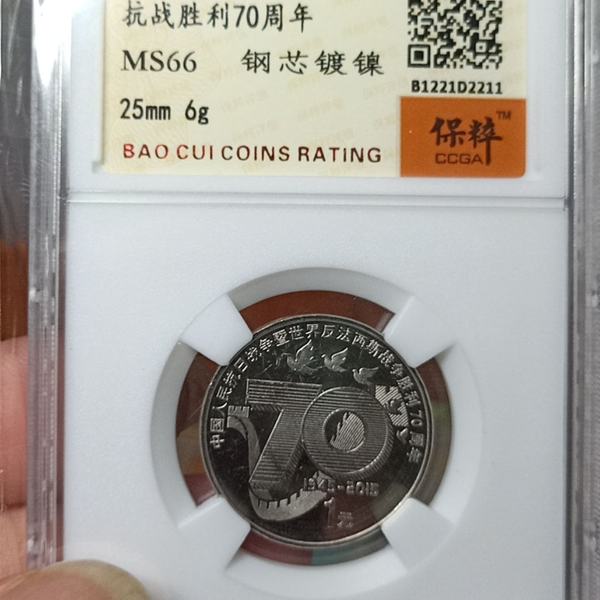 抗战胜利70周年
MS66 钢芯镀镍
B1221D2211
25mm 6g
保粹™
CCGA
BAO CUI COINS RATING
中国人民抗日战争暨世界反法西斯战争胜利70周年
70
1945-2015
1元